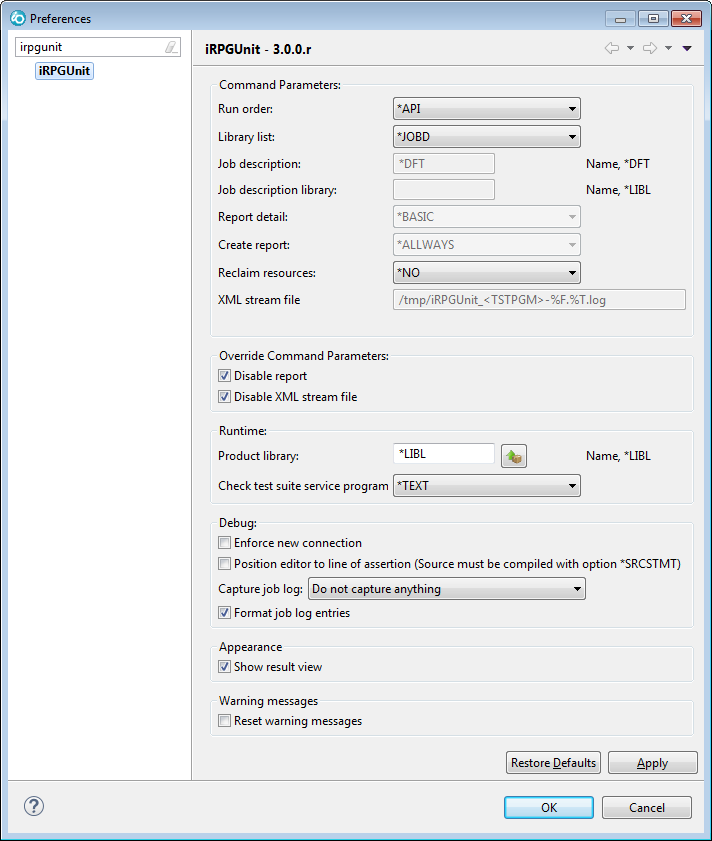 Preferences
irpgunit
iRPGUnit
iRPGUnit - 3.0.0.r
Command Parameters:
Run order: *API
Library list: *JOBD
Job description: *DFT Name, *DFT
Job description library: Name, *LIBL
Report detail: *BASIC
Create report: *ALLWAYS
Reclaim resources: *NO
XML stream file /tmp/iRPGUnit_<TSTPGM>-%F.%T.log
Override Command Parameters:
Disable report
Disable XML stream file
Runtime:
Product library: *LIBL Name, *LIBL
Check test suite service program *TEXT
Debug:
Enforce new connection
Position editor to line of assertion (Source must be compiled with option *SRCSTMT)
Capture job log: Do not capture anything
Format job log entries
Appearance
Show result view
Warning messages
Reset warning messages
Restore Defaults Apply
? OK Cancel